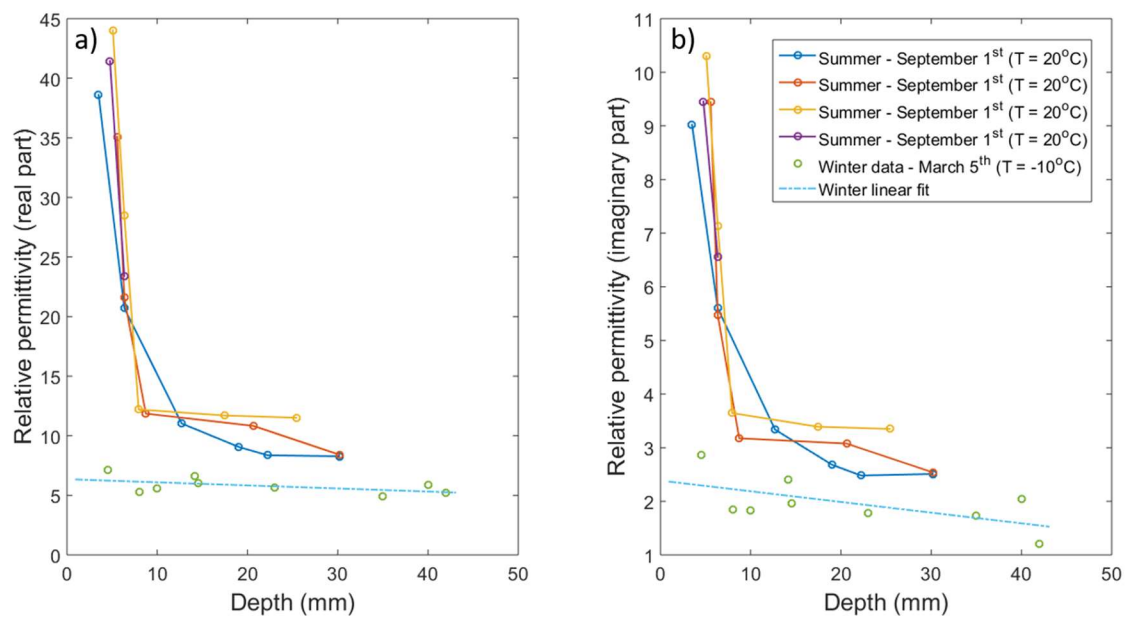 a)
45
40
35
30
25
20
15
10
5
0
Relative permittivity (real part)
0 10 20 30 40 50
Depth (mm)
b)
11
10
9
8
7
6
5
4
3
2
1
Relative permittivity (imaginary part)
0 10 20 30 40 50
Depth (mm)
Summer - September 1st (T = 20°C)
Summer - September 1st (T = 20°C)
Summer - September 1st (T = 20°C)
Summer - September 1st (T = 20°C)
Winter data - March 5th (T = -10°C)
Winter linear fit